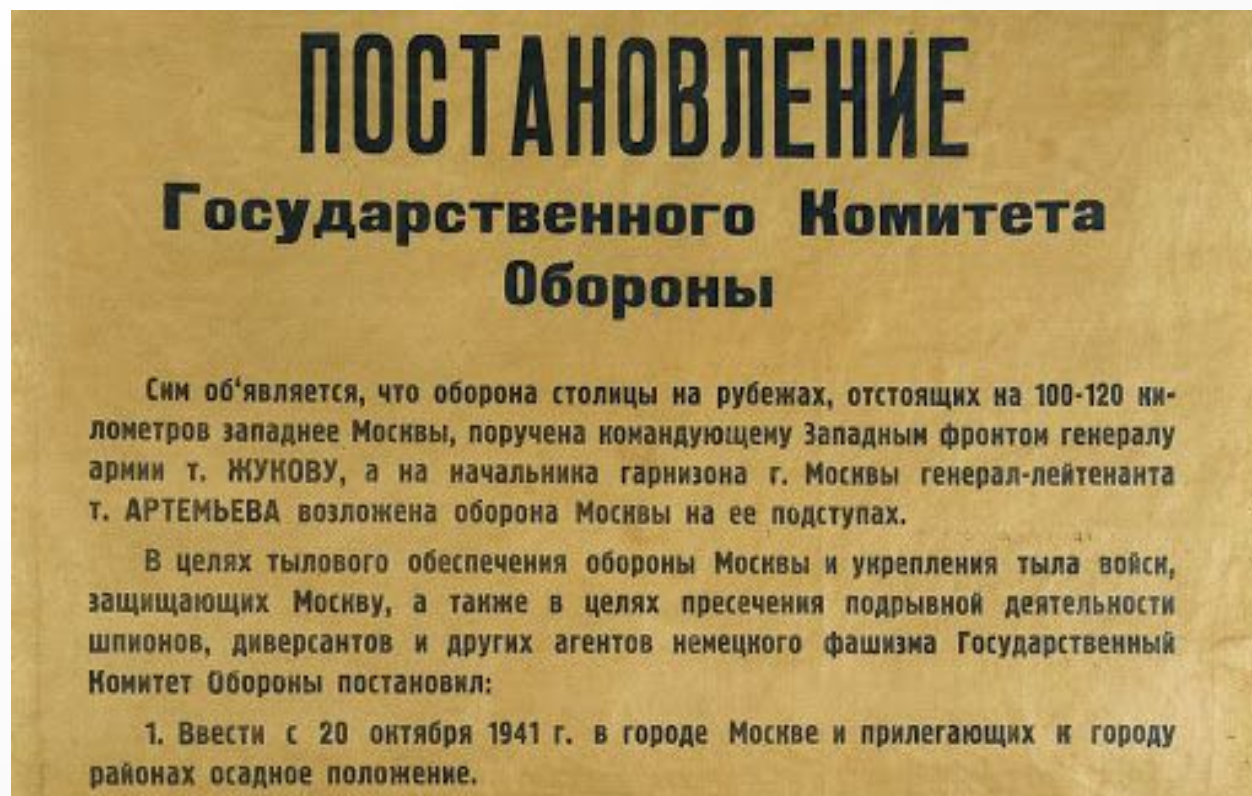 ПОСТАНОВЛЕНИЕ
Государственного Комитета
Обороны
Сим об‘является, что оборона столицы на рубежах, отстоящих на 100-120 ки-
лометров западнее Москвы, поручена командующему Западным фронтом генералу
армии т. ЖУКОВУ, а на начальника гарнизона г. Москвы генерал-лейтенанта
т. АРТЕМЬЕВА возложена оборона Москвы на ее подступах.
В целях тылового обеспечения обороны Москвы и укрепления тыла войск,
защищающих Москву, а также в целях пресечения подрывной деятельности
шпионов, диверсантов и других агентов немецкого фашизма Государственный
Комитет Обороны постановил:
1. Ввести с 20 октября 1941 г. в городе Москве и прилегающих к городу
районах осадное положение.